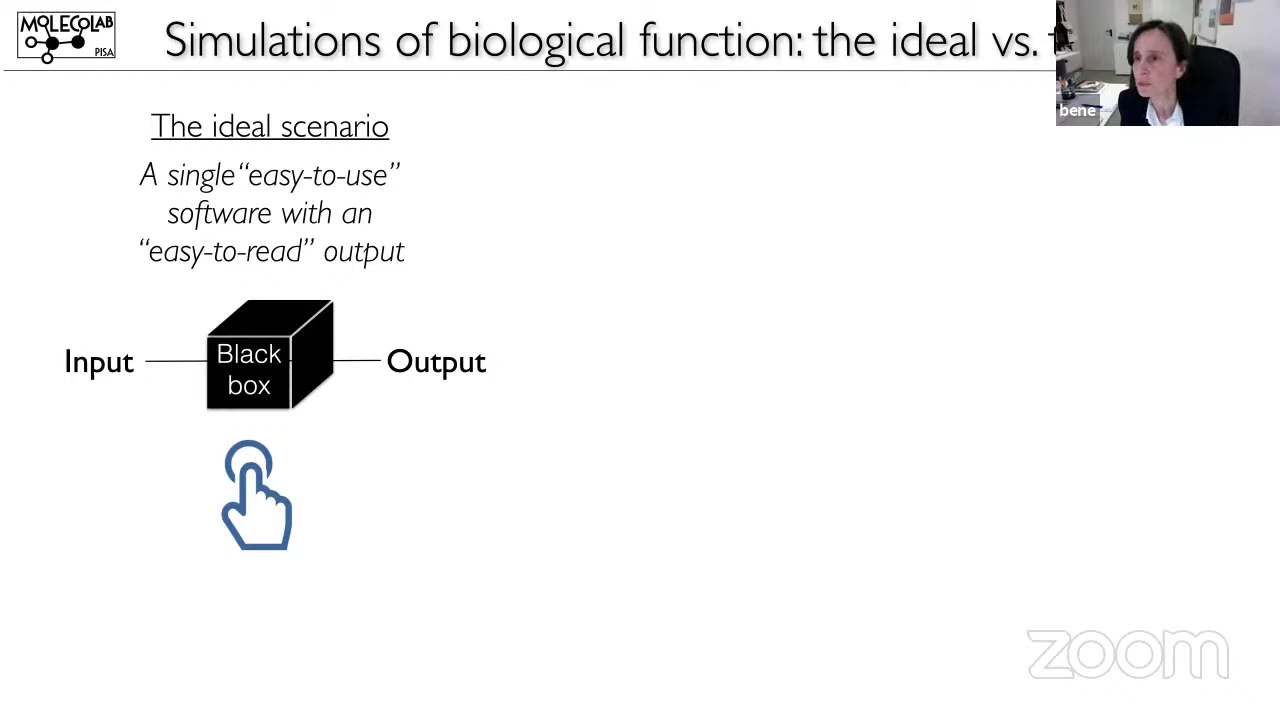 MOLECOLAB
PISA
Simulations of biological function: the ideal vs.
bene
The ideal scenario
A single “easy-to-use”
software with an
“easy-to-read” output
Input
Black
box
Output
zoom